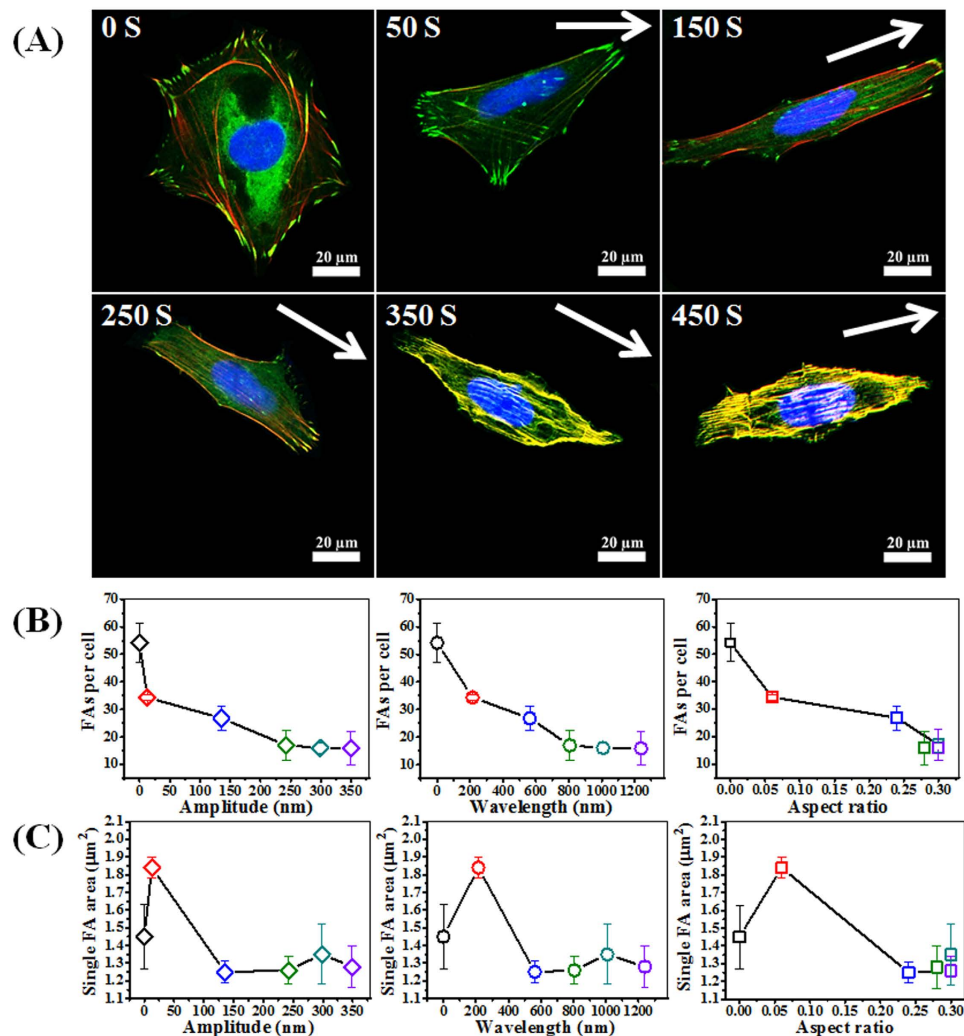 (A)
0 S
50 S
150 S
20 µm
20 µm
20 µm
250 S
350 S
450 S
20 µm
20 µm
20 µm
(B)
FAs per cell
70
60
50
40
30
20
10
0 50 100 150 200 250 300 350
Amplitude (nm)
FAs per cell
70
60
50
40
30
20
10
0 200 400 600 800 1000 1200
Wavelength (nm)
FAs per cell
70
60
50
40
30
20
10
0.00 0.05 0.10 0.15 0.20 0.25 0.30
Aspect ratio
(C)
Single FA area (µm²)
2.1
2.0
1.9
1.8
1.7
1.6
1.5
1.4
1.3
1.2
1.1
0 50 100 150 200 250 300 350
Amplitude (nm)
Single FA area (µm²)
2.1
2.0
1.9
1.8
1.7
1.6
1.5
1.4
1.3
1.2
1.1
0 200 400 600 800 1000 1200
Wavelength (nm)
Single FA area (µm²)
2.1
2.0
1.9
1.8
1.7
1.6
1.5
1.4
1.3
1.2
1.1
0.00 0.05 0.10 0.15 0.20 0.25 0.30
Aspect ratio